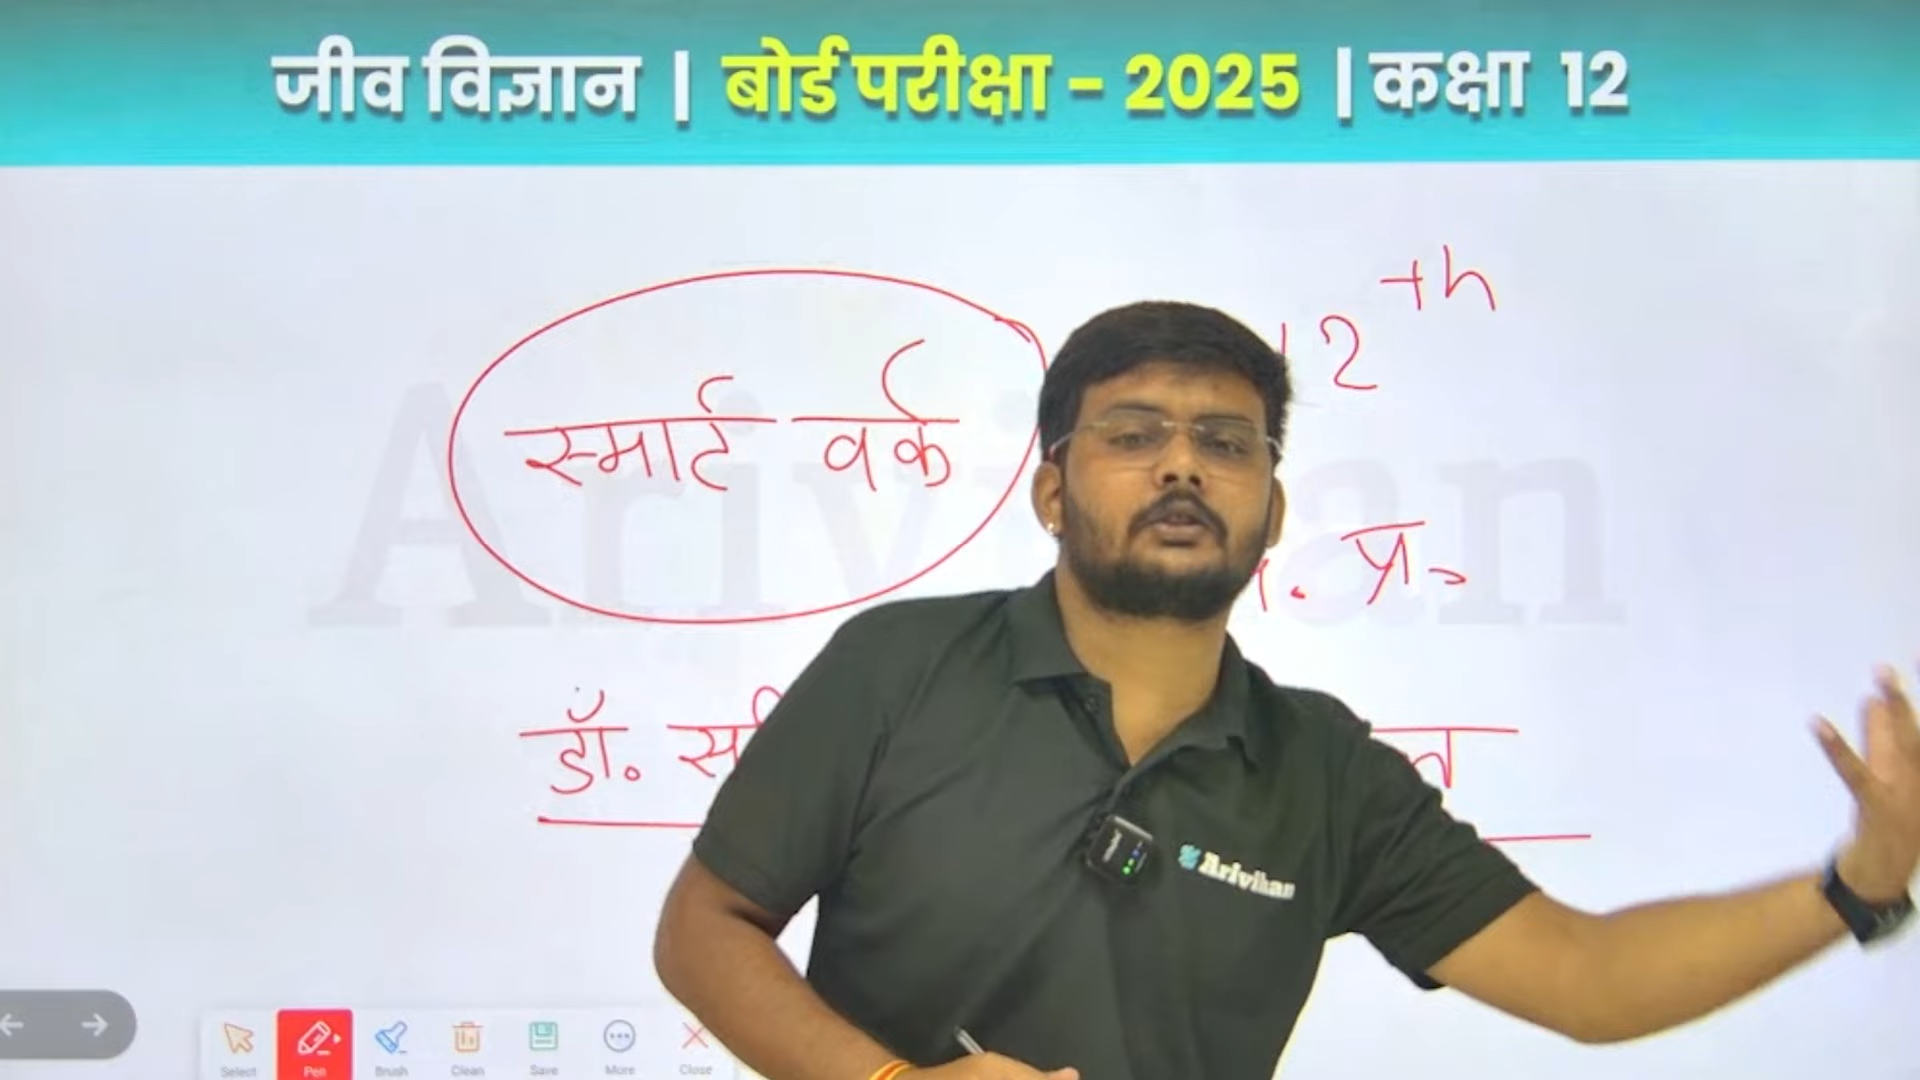 जीव विज्ञान | बोर्ड परीक्षा - 2025 | कक्षा 12
12th
स्मार्ट वर्क
प्र.
डॉ.
Arivihan
Select Pen Brush Clean Save More Close